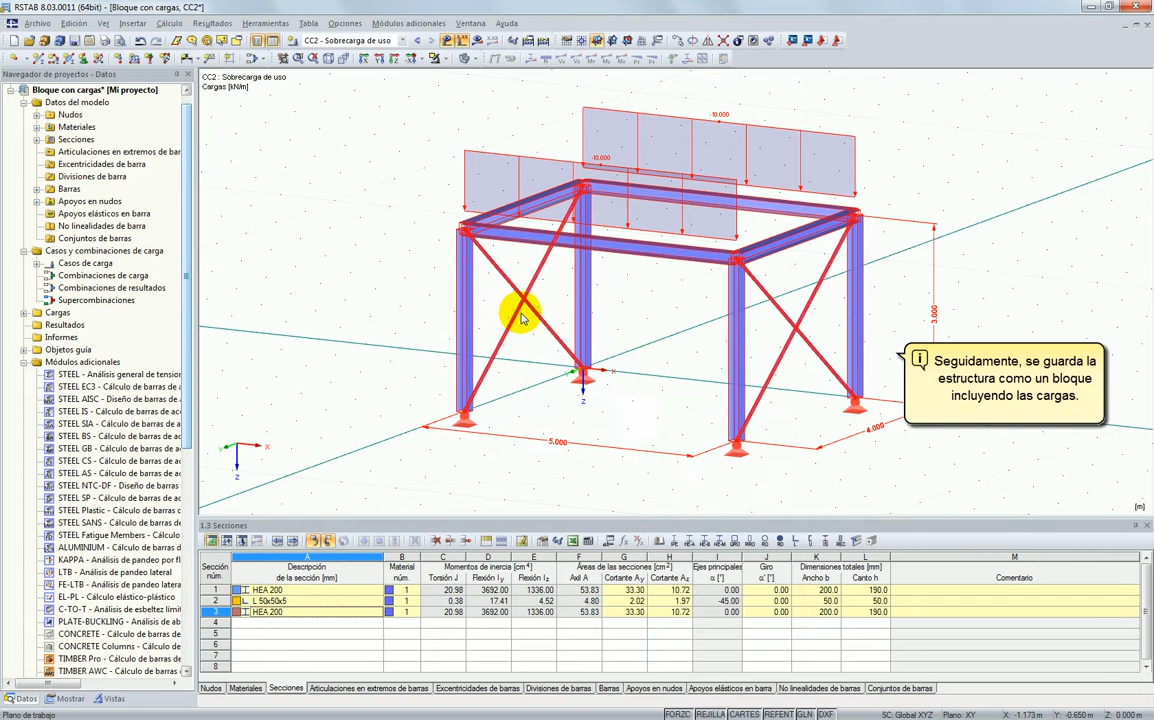 RSTAB 8.03.0011 (64bit) - [Bloque con cargas, CC2*]
Archivo Edición Ver Insertar Cálculo Resultados Herramientas Tabla Opciones Módulos adicionales Ventana Ayuda
CC2 - Sobrecarga de uso
Navegador de proyectos - Datos
Bloque con cargas* [Mi proyecto]
Datos del modelo
Nudos
Materiales
Secciones
Articulaciones en extremos de bar
Excentricidades de barra
Divisiones de barra
Barras
Apoyos en nudos
Apoyos elásticos en barra
No linealidades de barra
Conjuntos de barras
Casos y combinaciones de carga
Casos de carga
Combinaciones de carga
Combinaciones de resultados
Supercombinaciones
Cargas
Resultados
Informes
Objetos guía
Módulos adicionales
STEEL - Análisis general de tension
STEEL EC3 - Cálculo de barras de a
STEEL AISC - Cálculo de barras de
STEEL IS - Cálculo de barras de ac
STEEL SIA - Cálculo de barras de a
STEEL BS - Cálculo de barras de ac
STEEL GB - Cálculo de barras de ac
STEEL CS - Cálculo de barras de ac
STEEL AS - Cálculo de barras de ac
STEEL NTC-DF - Diseño de barras
STEEL SP - Cálculo de barras de ac
STEEL Plastic - Cálculo de barras d
STEEL SANS - Cálculo de barras de
STEEL Fatigue Members - Cálculo
ALUMINIUM - Cálculo de barras de
KAPPA - Análisis de pandeo por fl
LTB - Análisis de pandeo lateral
FE-LTB - Análisis de pandeo lateral
EL-PL - Cálculo elástico-plástico
C-TO-T - Análisis de esbeltez límit
PLATE-BUCKLING - Análisis de aboll
CONCRETE - Cálculo de barras de
CONCRETE Columns - Cálculo de
TIMBER Pro - Cálculo de barras de
TIMBER AWC - Cálculo de barras d
Datos Mostrar Vistas
CC2 : Sobrecarga de uso
Cargas [kN/m]
-10.000
-10.000
3.000
5.000
4.000
X
Z
Y
X
Z
[m]
Seguidamente, se guarda la
estructura como un bloque
incluyendo las cargas.
1.3 Secciones
A B C D E F G H I J K L M
Sección Descripción Material Momentos de inercia [cm⁴] Áreas de las secciones [cm²] Ejes principales Giro Dimensiones totales [mm]
núm. de la sección [mm] núm. Torsión J Flexión Iy Flexión Iz Axil A Cortante Ay Cortante Az α [°] α' [°] Ancho b Canto h Comentario
1 HEA 200 1 20.98 3692.00 1336.00 53.83 33.30 10.72 0.00 0.00 200.0 190.0
2 L 50x50x5 1 0.38 17.41 4.52 4.80 2.02 1.97 -45.00 0.00 50.0 50.0
3 HEA 200 1 20.98 3692.00 1336.00 53.83 33.30 10.72 0.00 0.00 200.0 190.0
4
5
6
7
8
Nudos Materiales Secciones Articulaciones en extremos de barras Excentricidades de barras Divisiones de barras Barras Apoyos en nudos Apoyos elásticos en barra No linealidades de barras Conjuntos de barras
Plano de trabajo FORZC REJILLA CARTES REFENT GLN DXF SC: Global XYZ Plano: XY X: -1.173 m Y: -0.650 m Z: 0.000 m